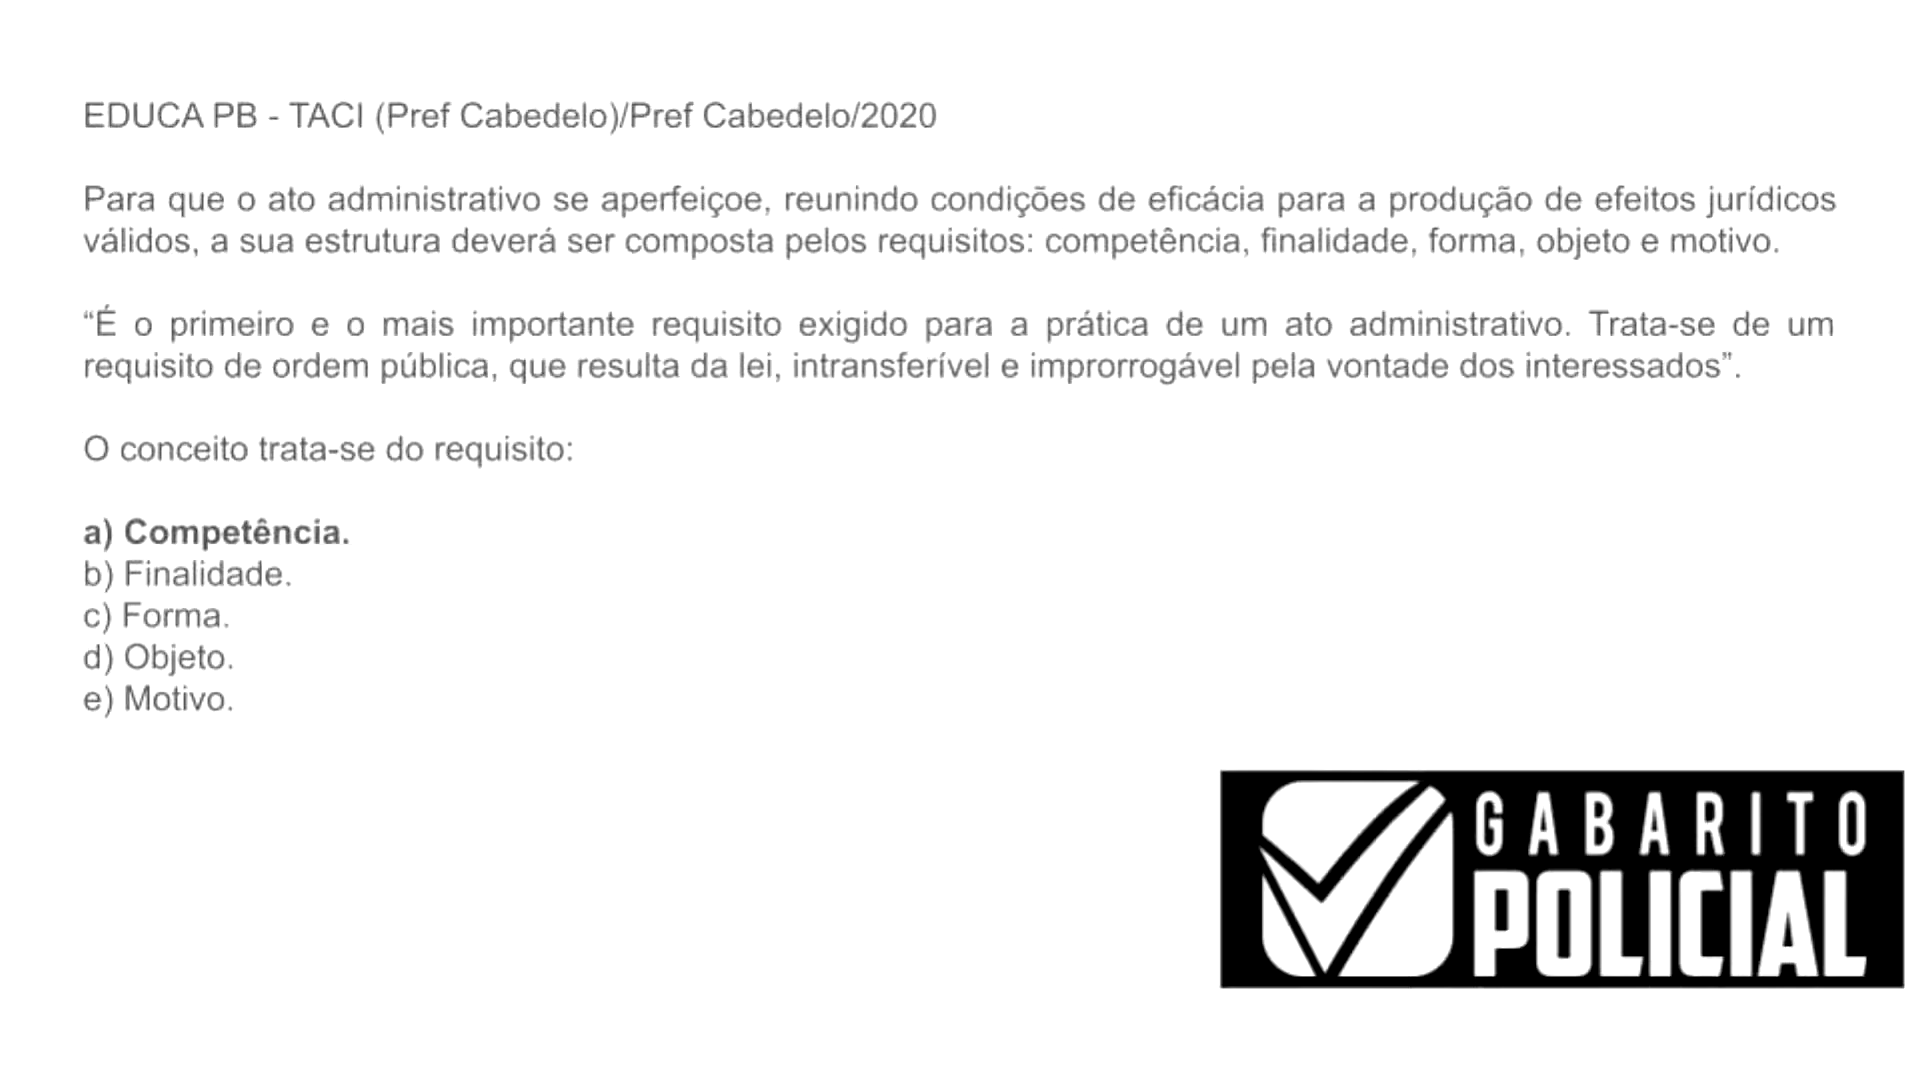 EDUCA PB - TACI (Pref Cabedelo)/Pref Cabedelo/2020
Para que o ato administrativo se aperfeiçoe, reunindo condições de eficácia para a produção de efeitos jurídicos
válidos, a sua estrutura deverá ser composta pelos requisitos: competência, finalidade, forma, objeto e motivo.
“É o primeiro e o mais importante requisito exigido para a prática de um ato administrativo. Trata-se de um
requisito de ordem pública, que resulta da lei, intransferível e improrrogável pela vontade dos interessados”.
O conceito trata-se do requisito:
a) Competência.
b) Finalidade.
c) Forma.
d) Objeto.
e) Motivo.
GABARITO
POLICIAL